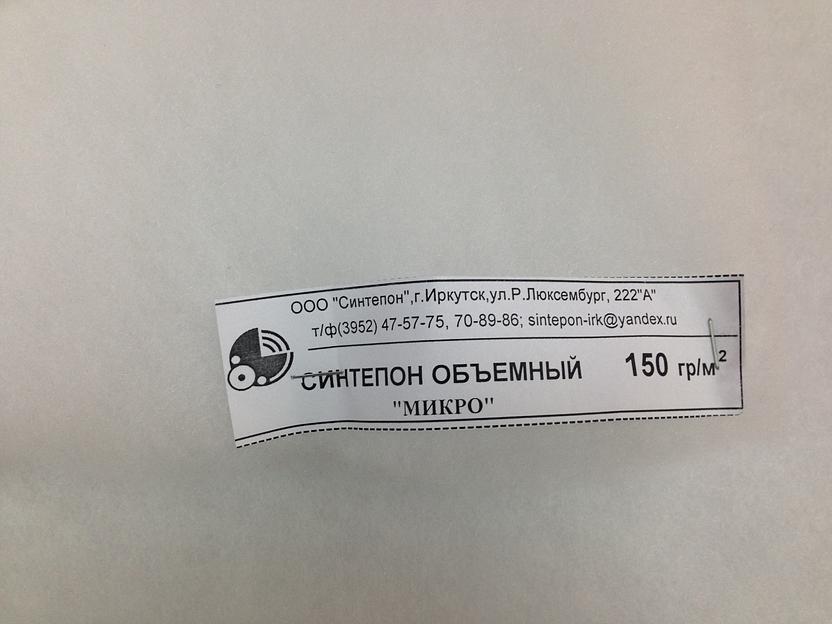 ООО "Синтепон",г.Иркутск,ул.Р.Люксембург, 222"А"
т/ф(3952) 47-57-75, 70-89-86; sintepon-irk@yandex.ru
СИНТЕПОН ОБЪЕМНЫЙ 150 гр/м²
"МИКРО"